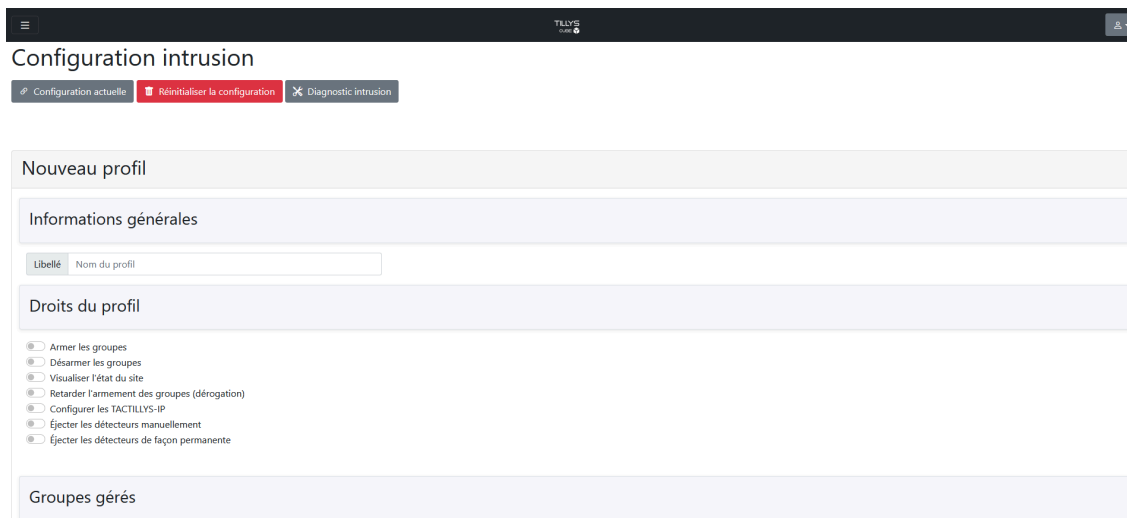 TILLYS
CUBE
Configuration intrusion
Configuration actuelle
Réinitialiser la configuration
Diagnostic intrusion
Nouveau profil
Informations générales
Libellé
Nom du profil
Droits du profil
Armer les groupes
Désarmer les groupes
Visualiser l'état du site
Retarder l'armement des groupes (dérogation)
Configurer les TACTILLYS-IP
Éjecter les détecteurs manuellement
Éjecter les détecteurs de façon permanente
Groupes gérés